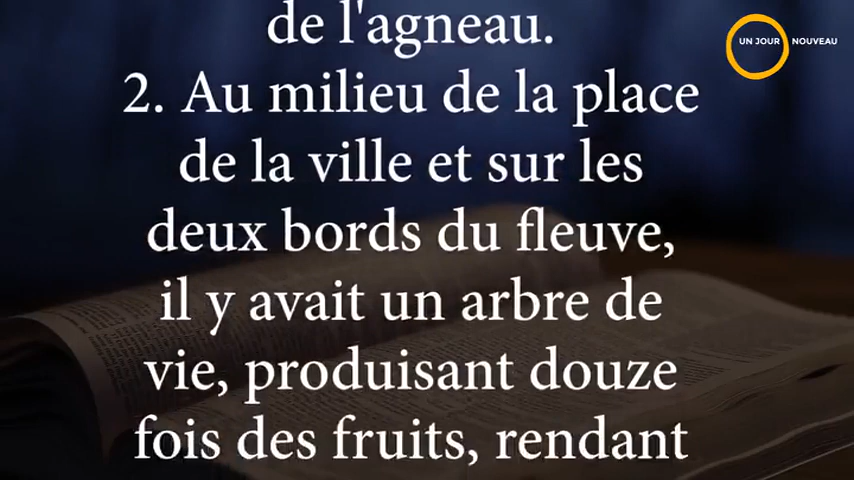 de l'agneau.
UN JOUR NOUVEAU
2. Au milieu de la place
de la ville et sur les
deux bords du fleuve,
il y avait un arbre de
vie, produisant douze
fois des fruits, rendant